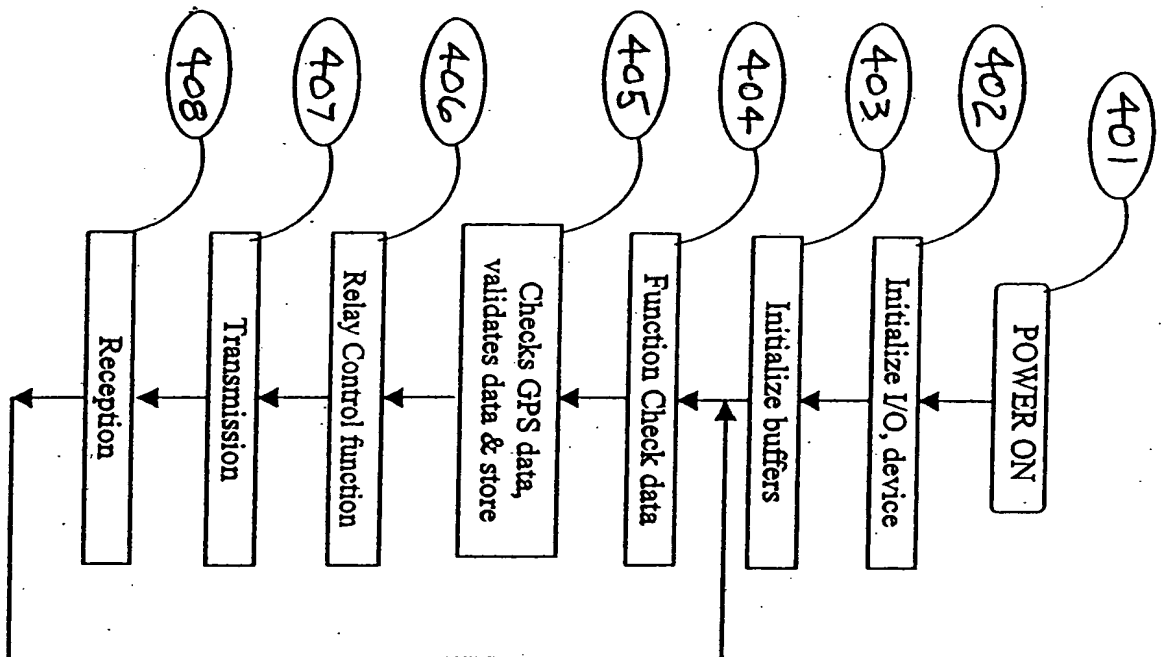 401
POWER ON
402
Initialize I/O, device
403
Initialize buffers
404
Function Check data
405
Checks GPS data,
validates data & store
406
Relay Control function
407
Transmission
408
Reception